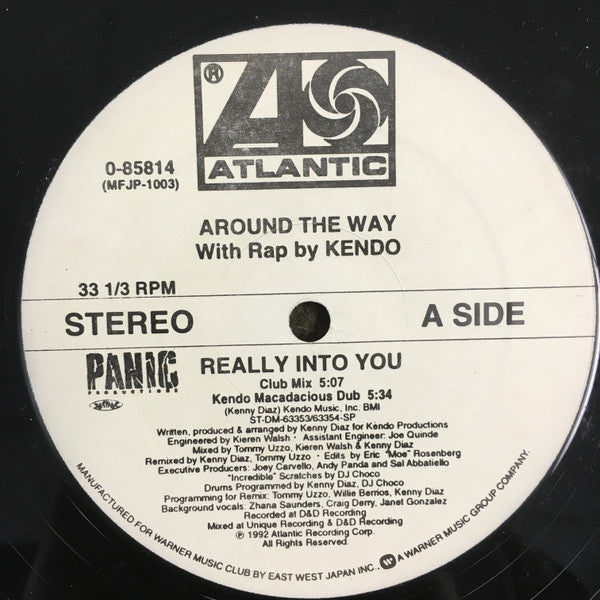 ®
A
ATLANTIC
0-85814
(MFJP-1003)
AROUND THE WAY
With Rap by KENDO
33 1/3 RPM
STEREO
A SIDE
PANIC
PRODUCTIONS
REALLY INTO YOU
Club Mix 5:07
Kendo Macadacious Dub 5:34
(Kenny Diaz) Kendo Music, Inc. BMI
ST-DM-63353/63354-SP
Written, produced & arranged by Kenny Diaz for Kendo Productions
Engineered by Kieren Walsh · Assistant Engineer: Joe Quinde
Mixed by Tommy Uzzo, Kieren Walsh & Kenny Diaz
Remixed by Kenny Diaz, Tommy Uzzo · Edits by Eric "Moe" Rosenberg
Executive Producers: Joey Carvello, Andy Panda and Sal Abbatiello
"Incredible" Scratches by DJ Choco
Drums Programmed by Kenny Diaz, DJ Choco
Programming for Remix: Tommy Uzzo, Willie Berrios, Kenny Diaz
Background vocals: Zhana Saunders, Craig Derry, Janet Gonzalez
Recorded at D&D Recording
Mixed at Unique Recording & D&D Recording
℗ 1992 Atlantic Recording Corp.
All Rights Reserved.
MANUFACTURED FOR WARNER MUSIC CLUB BY EAST WEST JAPAN INC., A WARNER MUSIC GROUP COMPANY.